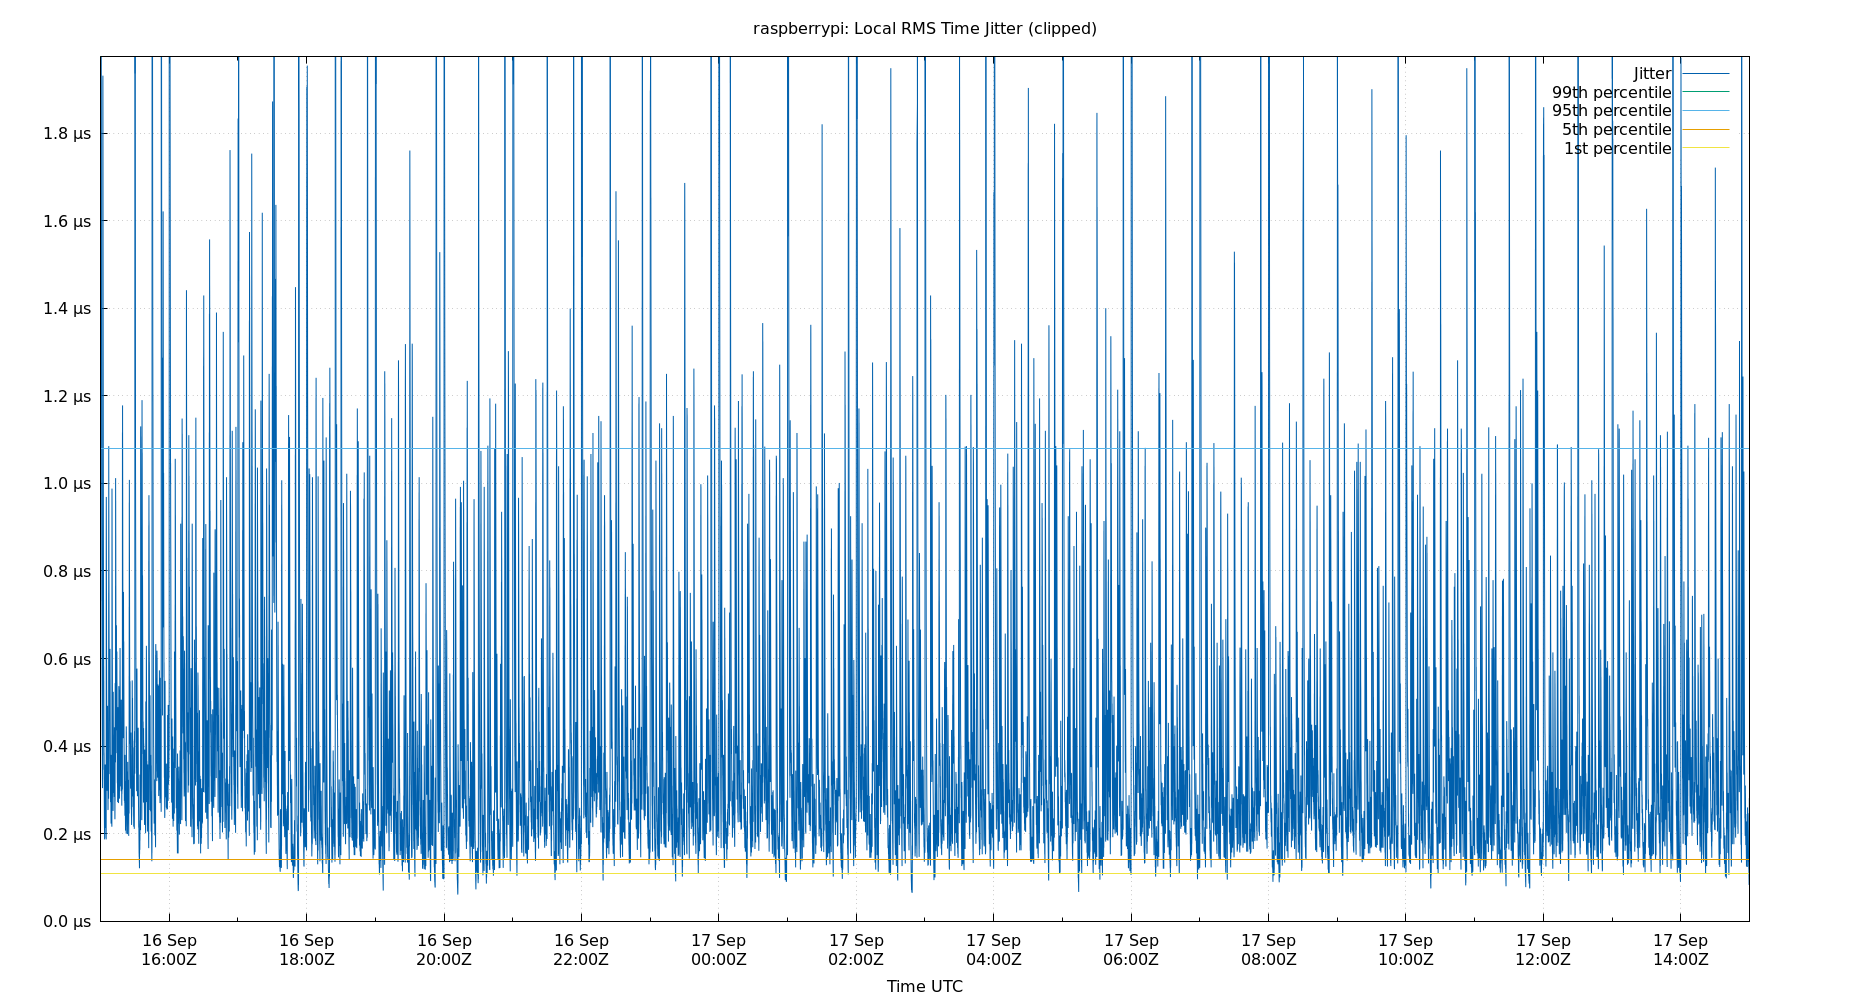 raspberrypi: Local RMS Time Jitter (clipped)
Jitter
99th percentile
95th percentile
5th percentile
1st percentile
1.8 μs
1.6 μs
1.4 μs
1.2 μs
1.0 μs
0.8 μs
0.6 μs
0.4 μs
0.2 μs
0.0 μs
16 Sep 16 Sep 16 Sep 16 Sep 17 Sep 17 Sep 17 Sep 17 Sep 17 Sep 17 Sep 17 Sep 17 Sep
16:00Z 18:00Z 20:00Z 22:00Z 00:00Z 02:00Z 04:00Z 06:00Z 08:00Z 10:00Z 12:00Z 14:00Z
Time UTC